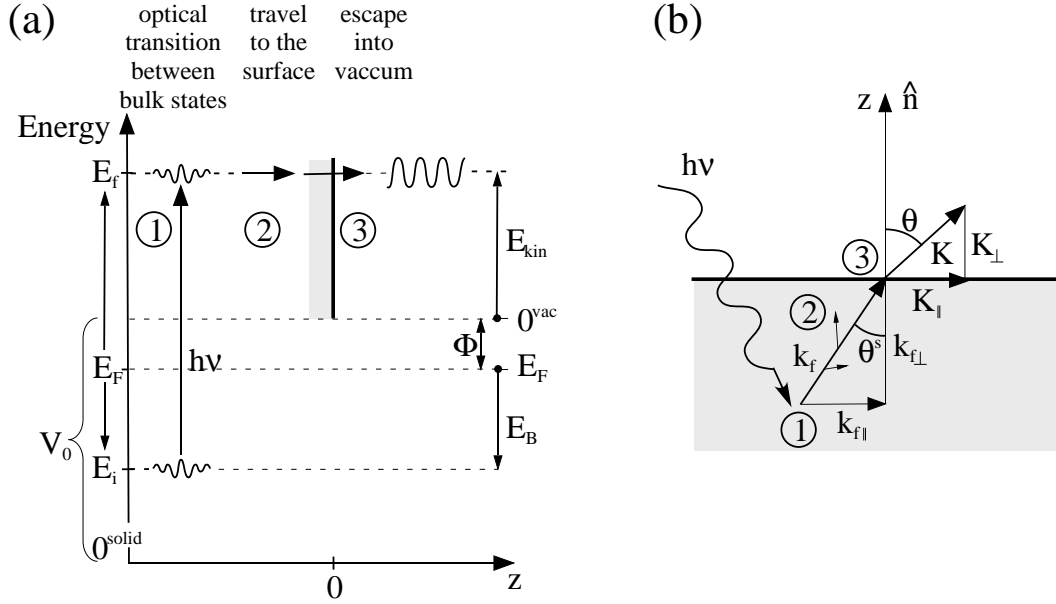 (a)
optical
transition
between
bulk states
travel
to the
surface
escape
into
vaccum
Energy
E_f
1
2
3
E_kin
0^vac
Φ
E_F
hν
E_F
V_0
E_B
E_i
0^solid
0
z
(b)
z n̂
hν
θ
3
K
K_⊥
K_∥
2
k_f
θ^s
k_f⊥
1
k_f∥